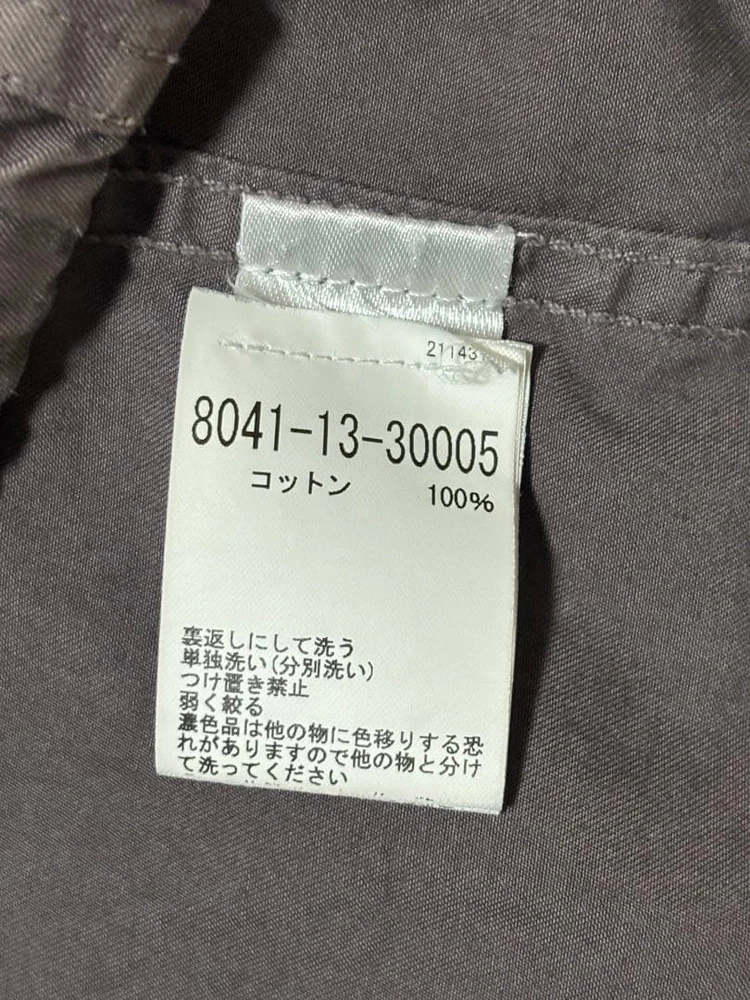 21143
8041-13-30005
コットン 100%
裏返しにして洗う
単独洗い(分別洗い)
つけ置き禁止
弱く絞る
濃色品は他の物に色移りする恐
れがありますので他の物と分け
て洗ってください